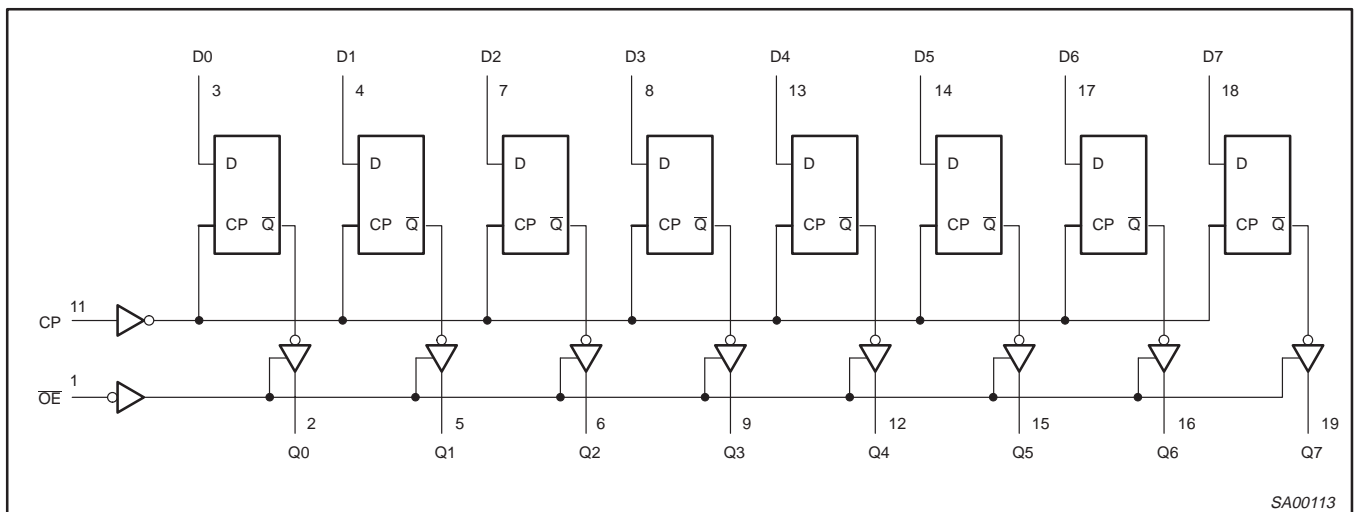 D0 D1 D2 D3 D4 D5 D6 D7
3 4 7 8 13 14 17 18
D D D D D D D D
CP Q̅ CP Q̅ CP Q̅ CP Q̅ CP Q̅ CP Q̅ CP Q̅ CP Q̅
CP 11
O̅E̅ 1
2 5 6 9 12 15 16 19
Q0 Q1 Q2 Q3 Q4 Q5 Q6 Q7
SA00113